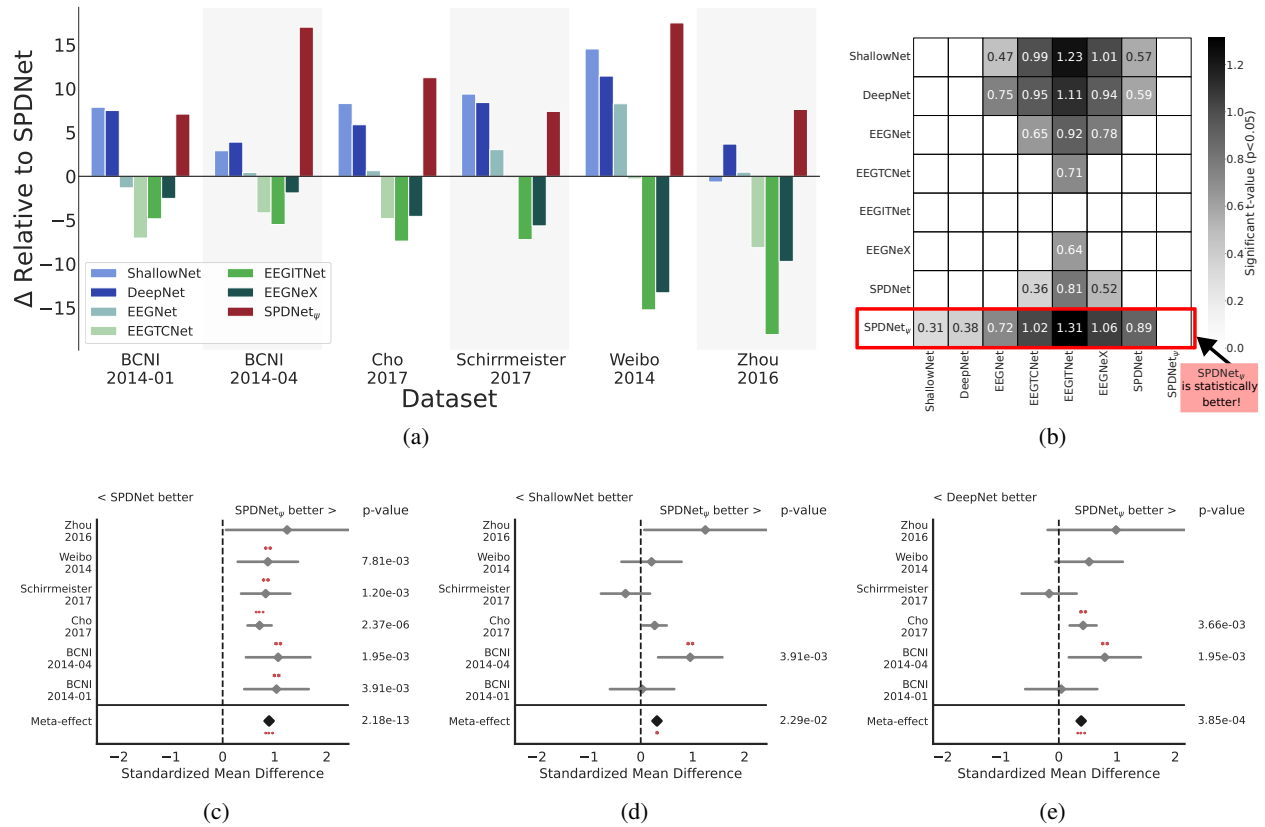 Δ Relative to SPDNet
15
10
5
0
−5
−10
−15
ShallowNet
DeepNet
EEGNet
EEGTCNet
EEGITNet
EEGNeX
SPDNetψ
BCNI
2014-01
BCNI
2014-04
Cho
2017
Schirrmeister
2017
Weibo
2014
Zhou
2016
Dataset
(a)
ShallowNet 0.47 0.99 1.23 1.01 0.57
DeepNet 0.75 0.95 1.11 0.94 0.59
EEGNet 0.65 0.92 0.78
EEGTCNet 0.71
EEGITNet
EEGNeX 0.64
SPDNet 0.36 0.81 0.52
SPDNetψ 0.31 0.38 0.72 1.02 1.31 1.06 0.89
ShallowNet
DeepNet
EEGNet
EEGTCNet
EEGITNet
EEGNeX
SPDNet
SPDNetψ
1.2
1.0
0.8
0.6
0.4
0.2
0.0
Significant t-value (p<0.05)
SPDNetψ
is statistically
better!
(b)
< SPDNet better
SPDNetψ better > p-value
Zhou
2016
Weibo
2014 7.81e-03
Schirrmeister
2017 1.20e-03
Cho
2017 2.37e-06
BCNI
2014-04 1.95e-03
BCNI
2014-01 3.91e-03
Meta-effect 2.18e-13
−2 −1 0 1 2
Standardized Mean Difference
(c)
< ShallowNet better
SPDNetψ better > p-value
Zhou
2016
Weibo
2014
Schirrmeister
2017
Cho
2017
BCNI
2014-04 3.91e-03
BCNI
2014-01
Meta-effect 2.29e-02
−2 −1 0 1 2
Standardized Mean Difference
(d)
< DeepNet better
SPDNetψ better > p-value
Zhou
2016
Weibo
2014
Schirrmeister
2017
Cho
2017 3.66e-03
BCNI
2014-04 1.95e-03
BCNI
2014-01
Meta-effect 3.85e-04
−2 −1 0 1 2
Standardized Mean Difference
(e)